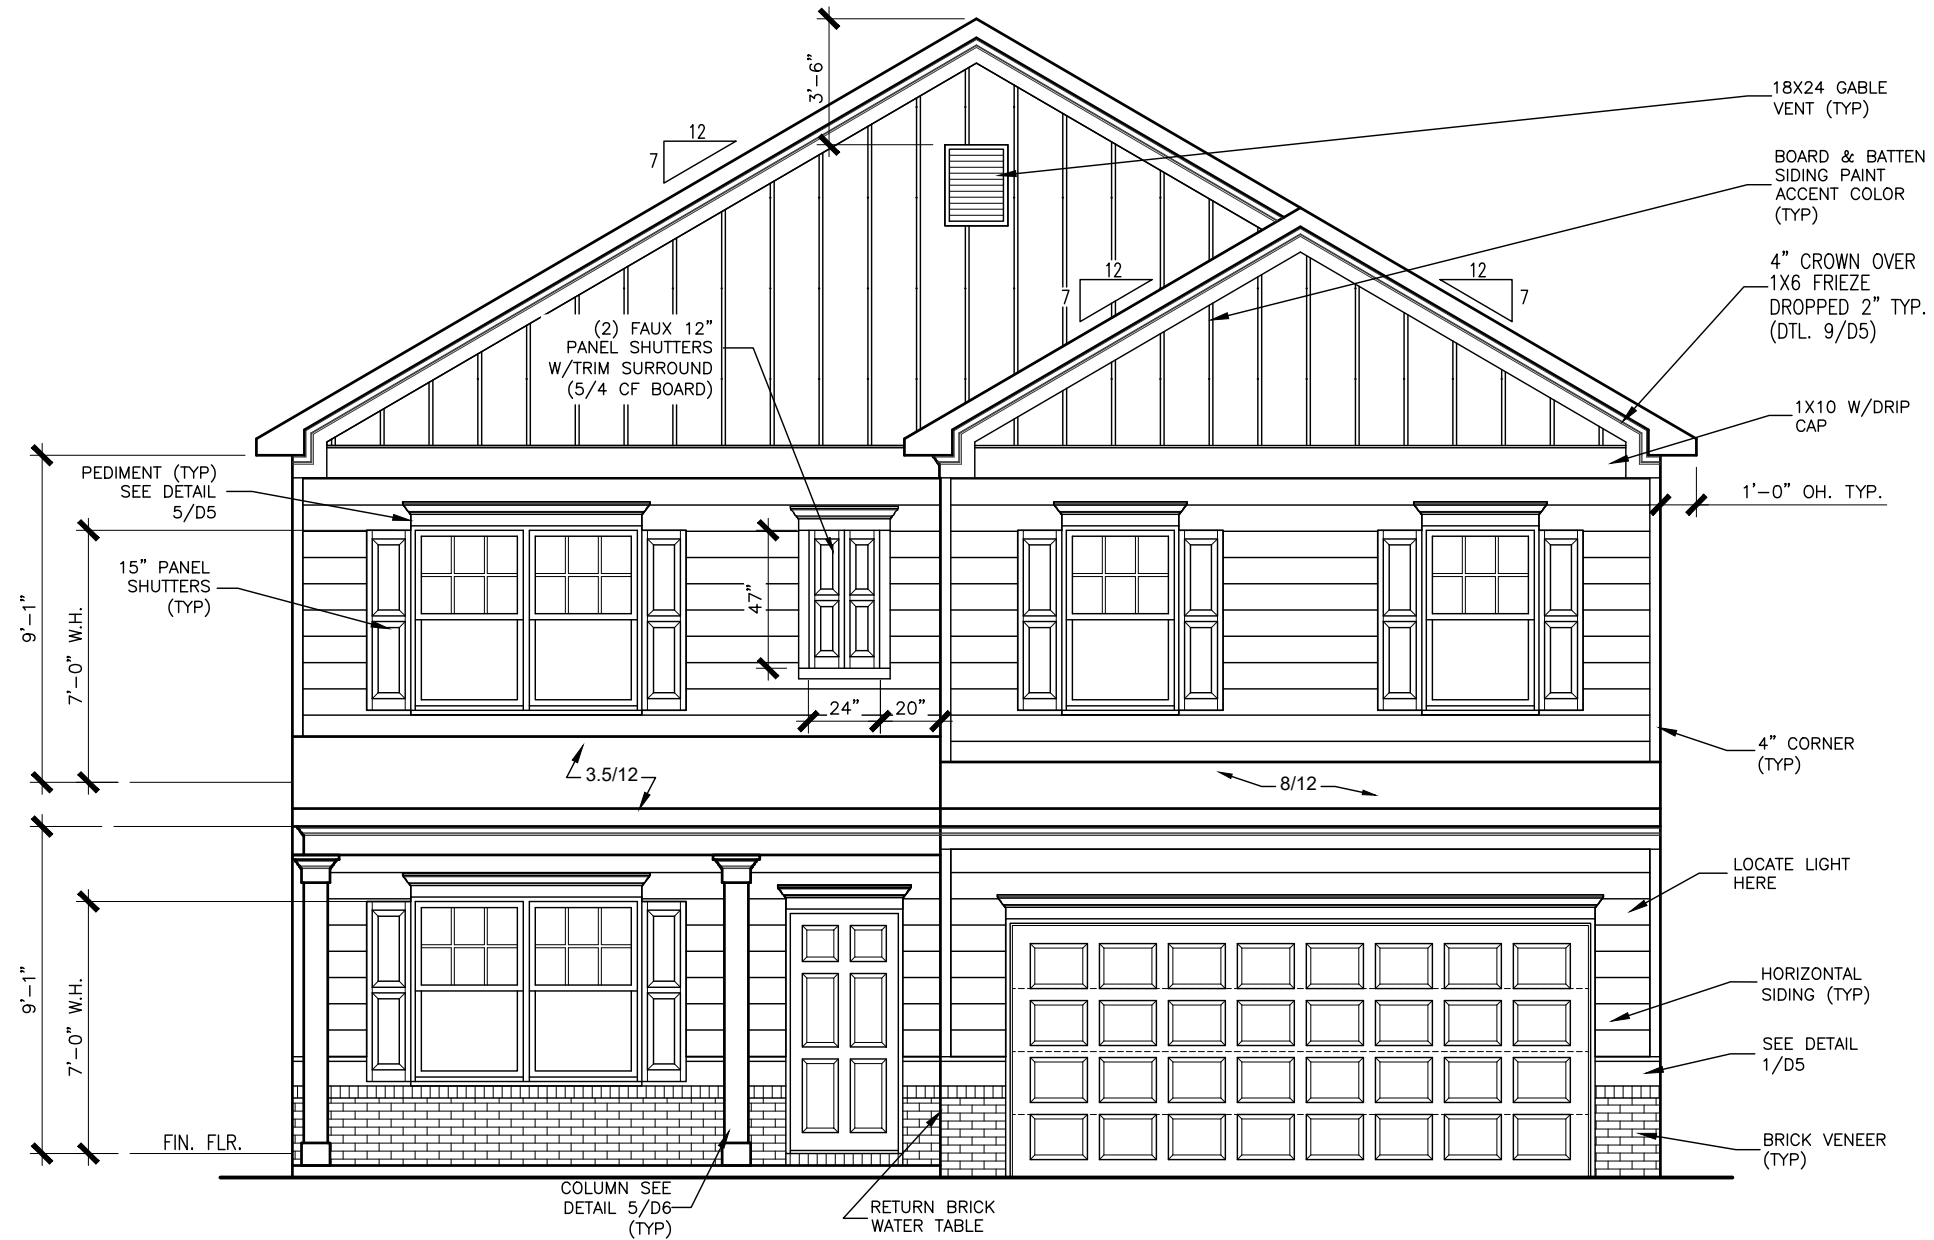 3'-6"
18X24 GABLE
VENT (TYP)
12
7
BOARD & BATTEN
SIDING PAINT
ACCENT COLOR
(TYP)
12
7
12
7
4" CROWN OVER
1X6 FRIEZE
DROPPED 2" TYP.
(DTL. 9/D5)
(2) FAUX 12"
PANEL SHUTTERS
W/TRIM SURROUND
(5/4 CF BOARD)
1X10 W/DRIP
CAP
PEDIMENT (TYP)
SEE DETAIL
5/D5
1'-0" OH. TYP.
15" PANEL
SHUTTERS
(TYP)
9'-1"
7'-0" W.H.
47"
24"
20"
4" CORNER
(TYP)
3.5/12
8/12
LOCATE LIGHT
HERE
9'-1"
7'-0" W.H.
HORIZONTAL
SIDING (TYP)
SEE DETAIL
1/D5
FIN. FLR.
BRICK VENEER
(TYP)
COLUMN SEE
DETAIL 5/D6
(TYP)
RETURN BRICK
WATER TABLE